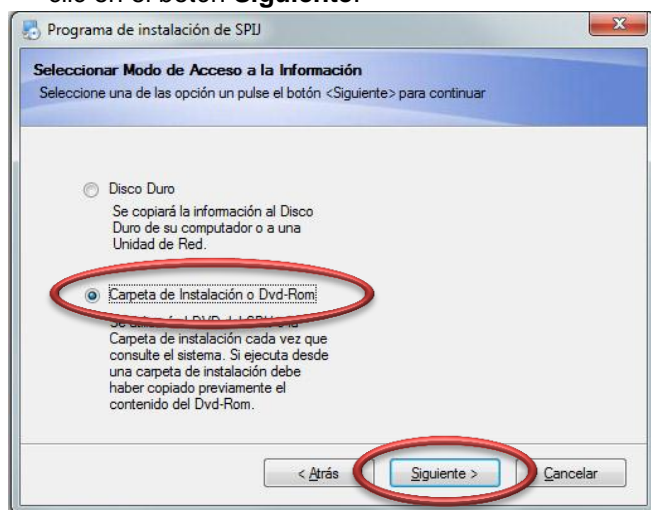 clic en el botón Siguiente.
Programa de instalación de SPIJ
Seleccionar Modo de Acceso a la Información
Seleccione una de las opción un pulse el botón <Siguiente> para continuar
Disco Duro
Se copiará la información al Disco
Duro de su computador o a una
Unidad de Red.
Carpeta de Instalación o Dvd-Rom
Carpeta de instalación cada vez que
consulte el sistema. Si ejecuta desde
una carpeta de instalación debe
haber copiado previamente el
contenido del Dvd-Rom.
< Atrás
Siguiente >
Cancelar